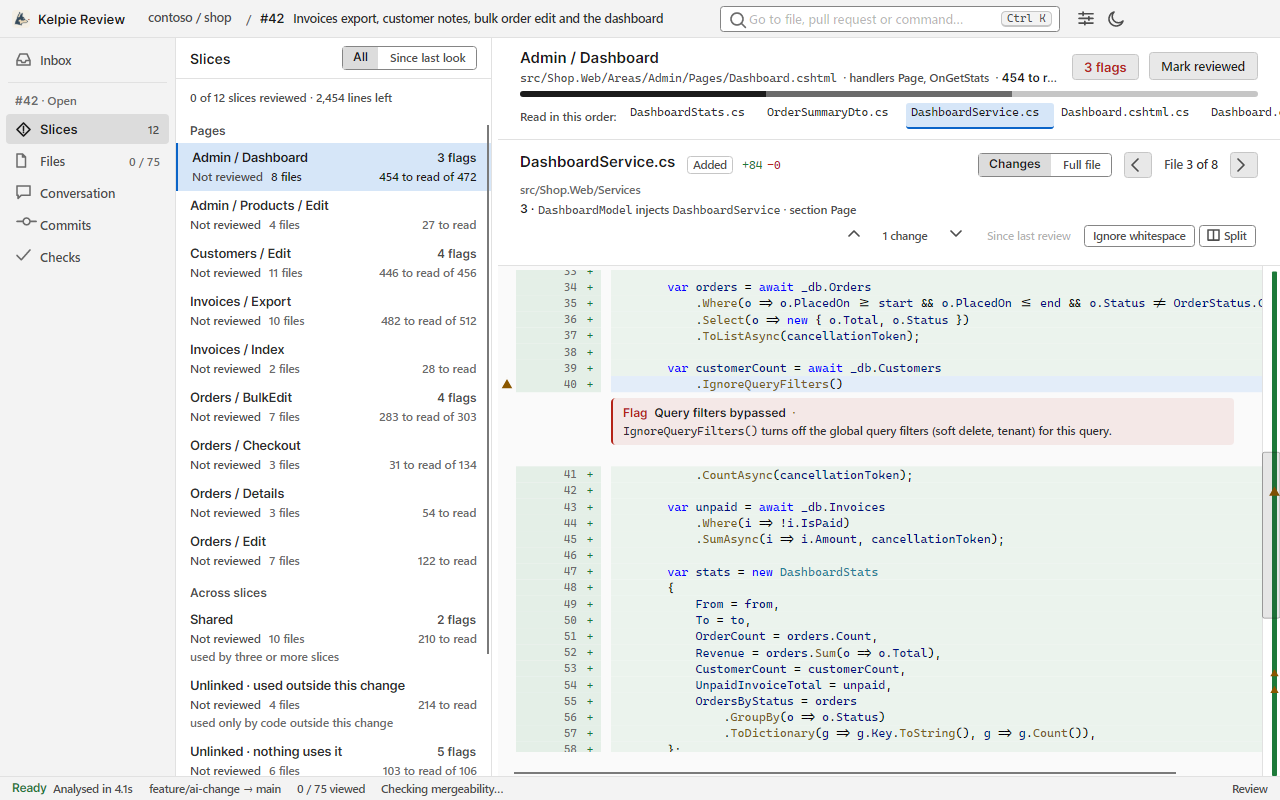 Kelpie Review
contoso / shop / #42 Invoices export, customer notes, bulk order edit and the dashboard
Go to file, pull request or command... Ctrl K
Inbox
#42 · Open
Slices 12
Files 0 / 75
Conversation
Commits
Checks
Slices
All Since last look
0 of 12 slices reviewed · 2,454 lines left
Pages
Admin / Dashboard 3 flags
Not reviewed 8 files 454 to read of 472
Admin / Products / Edit
Not reviewed 4 files 27 to read
Customers / Edit 4 flags
Not reviewed 11 files 446 to read of 456
Invoices / Export
Not reviewed 10 files 482 to read of 512
Invoices / Index
Not reviewed 2 files 28 to read
Orders / BulkEdit 4 flags
Not reviewed 7 files 283 to read of 303
Orders / Checkout
Not reviewed 3 files 31 to read of 134
Orders / Details
Not reviewed 3 files 54 to read
Orders / Edit
Not reviewed 7 files 122 to read
Across slices
Shared 2 flags
Not reviewed 10 files 210 to read
used by three or more slices
Unlinked · used outside this change
Not reviewed 4 files 214 to read
used only by code outside this change
Unlinked · nothing uses it 5 flags
Not reviewed 6 files 103 to read of 106
Admin / Dashboard
src/Shop.Web/Areas/Admin/Pages/Dashboard.cshtml · handlers Page, OnGetStats · 454 to r...
3 flags
Mark reviewed
Read in this order: DashboardStats.cs OrderSummaryDto.cs DashboardService.cs Dashboard.cshtml.cs Dashboard.c
DashboardService.cs Added +84 −0
Changes Full file
File 3 of 8
src/Shop.Web/Services
3 · DashboardModel injects DashboardService · section Page
1 change
Since last review
Ignore whitespace
Split
33 +
34 + var orders = await _db.Orders
35 + .Where(o => o.PlacedOn >= start && o.PlacedOn <= end && o.Status != OrderStatus.C
36 + .Select(o => new { o.Total, o.Status })
37 + .ToListAsync(cancellationToken);
38 +
39 + var customerCount = await _db.Customers
40 + .IgnoreQueryFilters()
Flag Query filters bypassed ·
IgnoreQueryFilters() turns off the global query filters (soft delete, tenant) for this query.
41 + .CountAsync(cancellationToken);
42 +
43 + var unpaid = await _db.Invoices
44 + .Where(i => !i.IsPaid)
45 + .SumAsync(i => i.Amount, cancellationToken);
46 +
47 + var stats = new DashboardStats
48 + {
49 + From = from,
50 + To = to,
51 + OrderCount = orders.Count,
52 + Revenue = orders.Sum(o => o.Total),
53 + CustomerCount = customerCount,
54 + UnpaidInvoiceTotal = unpaid,
55 + OrdersByStatus = orders
56 + .GroupBy(o => o.Status)
57 + .ToDictionary(g => g.Key.ToString(), g => g.Count()),
58 + };
Ready Analysed in 4.1s feature/ai-change → main 0 / 75 viewed Checking mergeability... Review